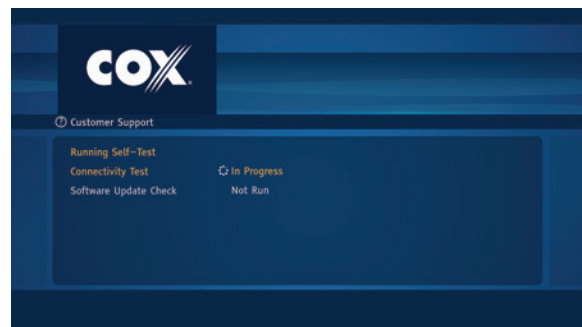 COX.
? Customer Support
Running Self-Test
Connectivity Test In Progress
Software Update Check Not Run